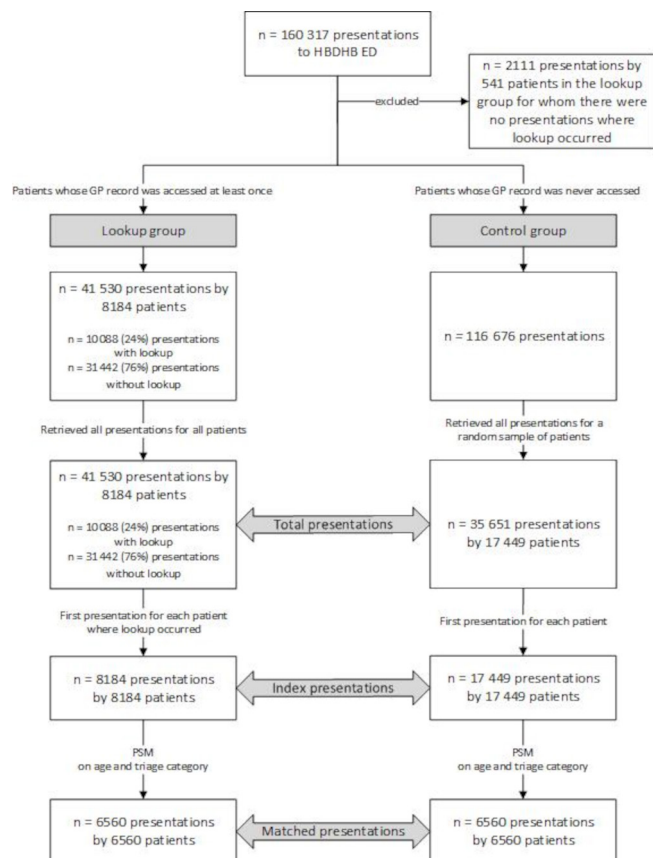 n = 160 317 presentations
to HBDHB ED
n = 2111 presentations by
541 patients in the lookup
group for whom there were
no presentations where
lookup occurred
excluded
Patients whose GP record was accessed at least once
Patients whose GP record was never accessed
Lookup group
Control group
n = 41 530 presentations by
8184 patients
n = 10 088 (24%) presentations
with lookup
n = 31 442 (76%) presentations
without lookup
n = 116 676 presentations
Retrieved all presentations for all patients
Retrieved all presentations for a
random sample of patients
n = 41 530 presentations by
8184 patients
n = 10 088 (24%) presentations
with lookup
n = 31 442 (76%) presentations
without lookup
Total presentations
n = 35 651 presentations
by 17 449 patients
First presentation for each patient
where lookup occurred
First presentation for each patient
n = 8184 presentations
by 8184 patients
Index presentations
n = 17 449 presentations
by 17 449 patients
PSM
on age and triage category
PSM
on age and triage category
n = 6560 presentations
by 6560 patients
Matched presentations
n = 6560 presentations
by 6560 patients